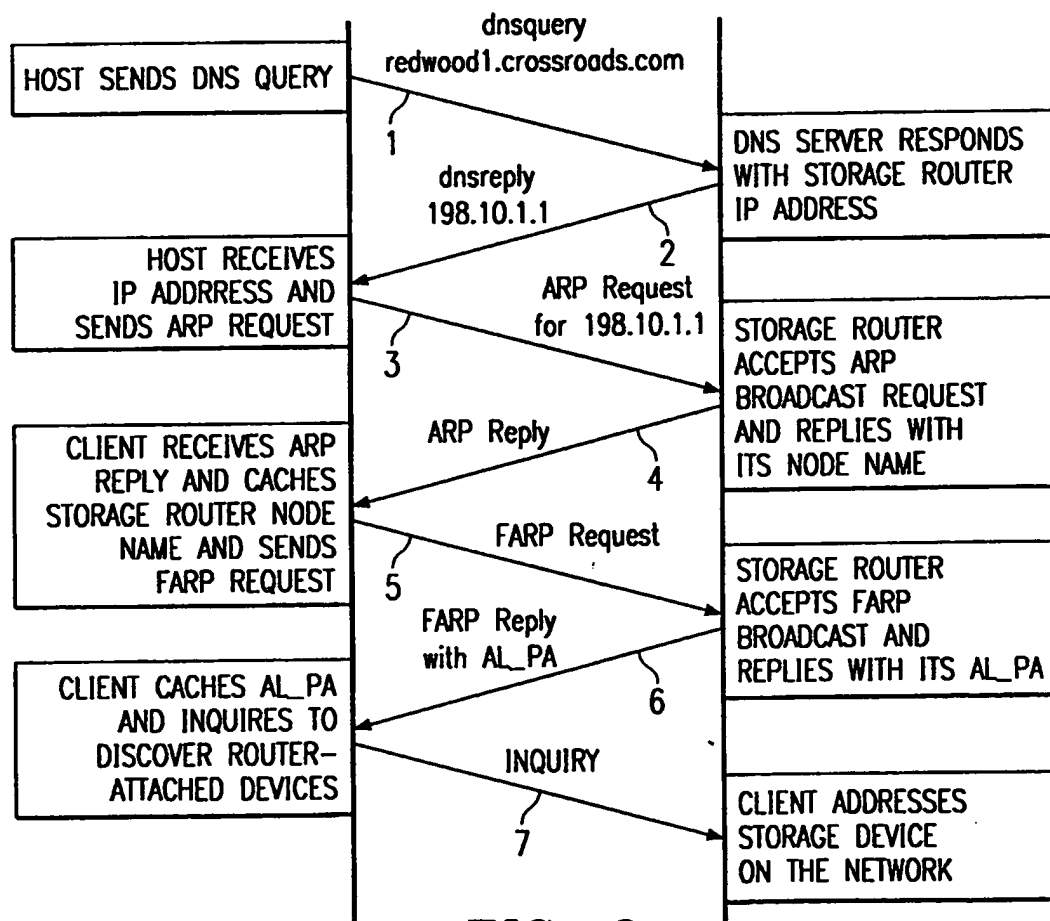 dnsquery
redwood1.crossroads.com
HOST SENDS DNS QUERY
1
DNS SERVER RESPONDS
WITH STORAGE ROUTER
IP ADDRESS
dnsreply
198.10.1.1
2
HOST RECEIVES
IP ADDRRESS AND
SENDS ARP REQUEST
ARP Request
for 198.10.1.1
3
STORAGE ROUTER
ACCEPTS ARP
BROADCAST REQUEST
AND REPLIES WITH
ITS NODE NAME
ARP Reply
4
CLIENT RECEIVES ARP
REPLY AND CACHES
STORAGE ROUTER NODE
NAME AND SENDS
FARP REQUEST
FARP Request
5
STORAGE ROUTER
ACCEPTS FARP
BROADCAST AND
REPLIES WITH ITS AL_PA
FARP Reply
with AL_PA
6
CLIENT CACHES AL_PA
AND INQUIRES TO
DISCOVER ROUTER-
ATTACHED DEVICES
INQUIRY
7
CLIENT ADDRESSES
STORAGE DEVICE
ON THE NETWORK